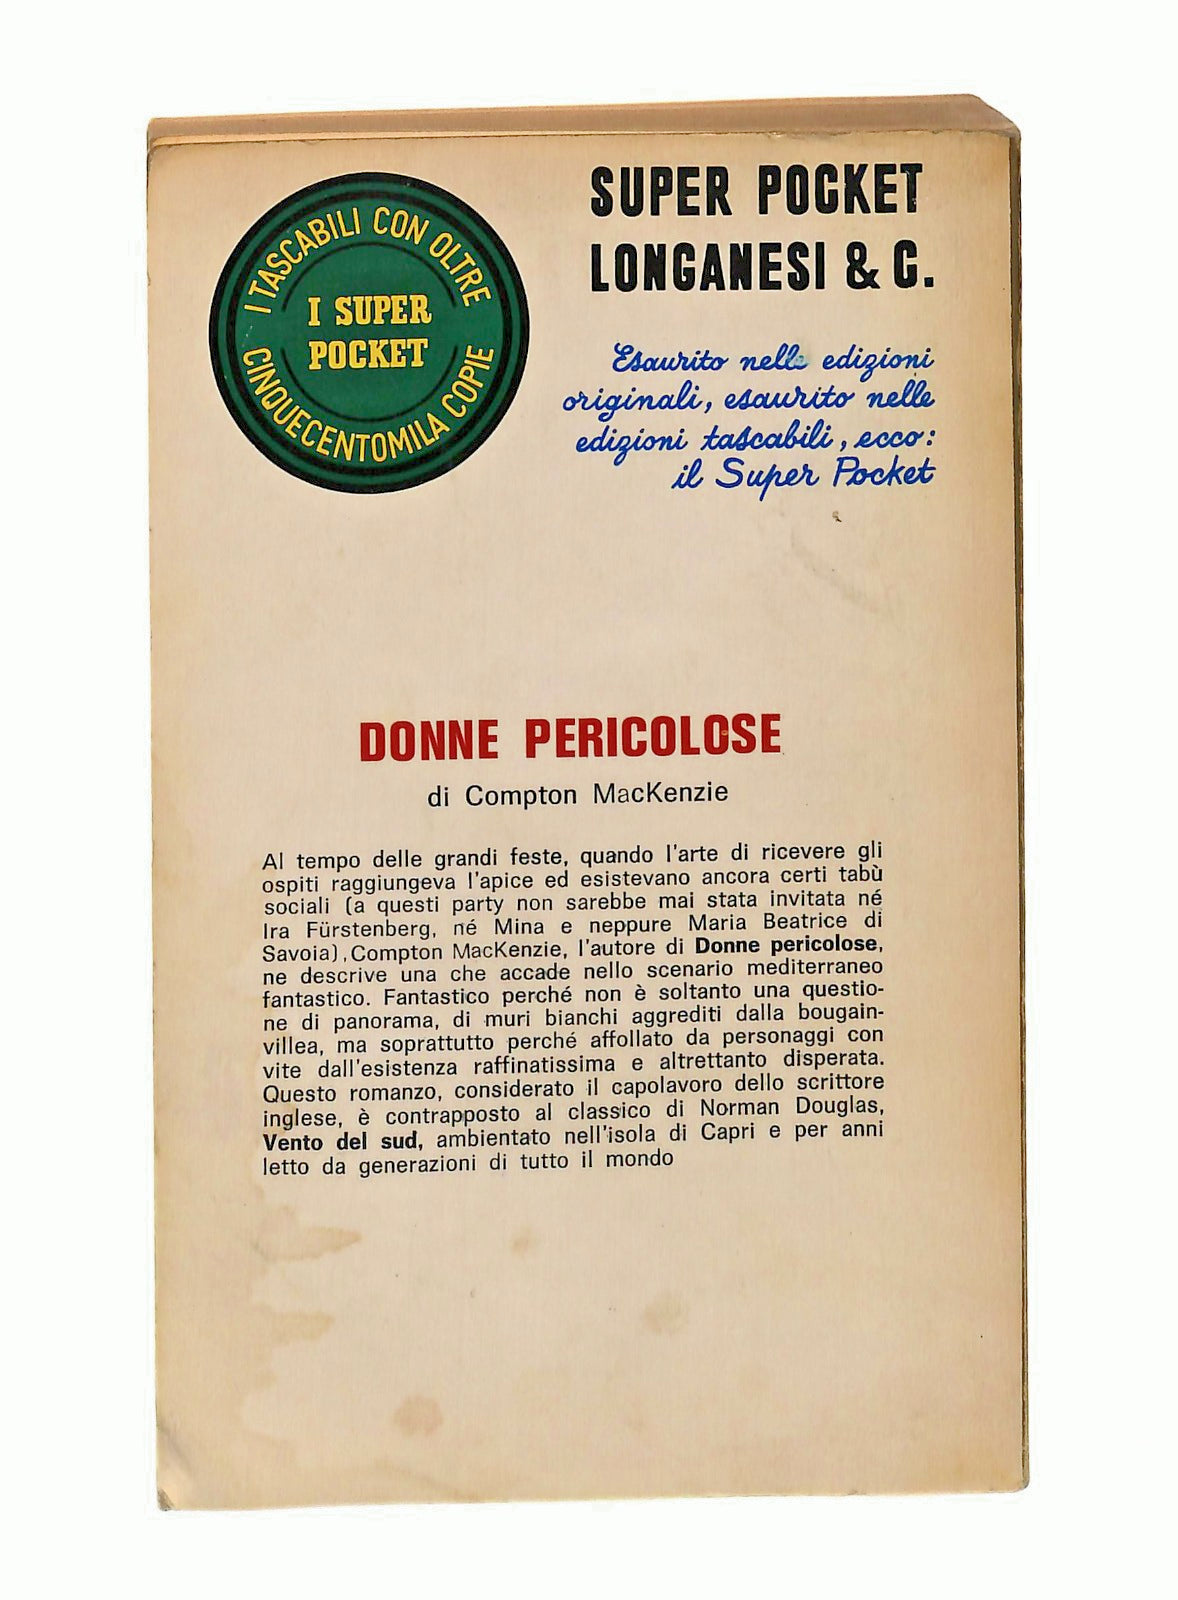 I TASCABILI CON OLTRE
I SUPER
POCKET
CINQUECENTOMILA COPIE
SUPER POCKET
LONGANESI & C.
Esaurito nelle edizioni
originali, esaurito nelle
edizioni tascabili, ecco:
il Super Pocket
DONNE PERICOLOSE
di Compton MacKenzie
Al tempo delle grandi feste, quando l'arte di ricevere gli
ospiti raggiungeva l'apice ed esistevano ancora certi tabù
sociali (a questi party non sarebbe mai stata invitata né
Ira Fürstenberg, né Mina e neppure Maria Beatrice di
Savoia), Compton MacKenzie, l'autore di Donne pericolose,
ne descrive una che accade nello scenario mediterraneo
fantastico. Fantastico perché non è soltanto una questio-
ne di panorama, di muri bianchi aggrediti dalla bougain-
villea, ma soprattutto perché affollato da personaggi con
vite dall'esistenza raffinatissima e altrettanto disperata.
Questo romanzo, considerato il capolavoro dello scrittore
inglese, è contrapposto al classico di Norman Douglas,
Vento del sud, ambientato nell'isola di Capri e per anni
letto da generazioni di tutto il mondo